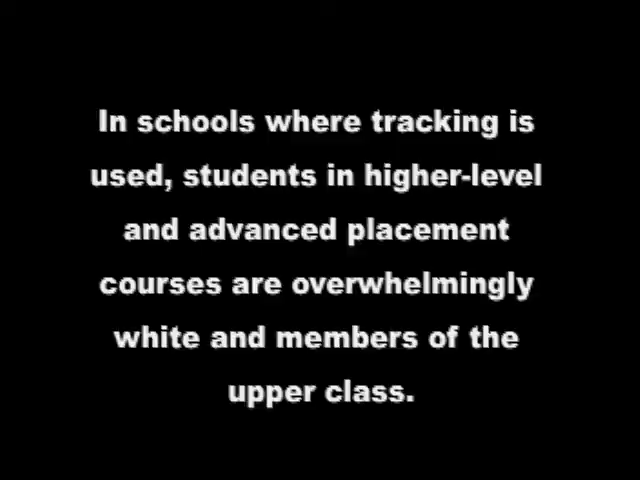 In schools where tracking is
used, students in higher-level
and advanced placement
courses are overwhelmingly
white and members of the
upper class.